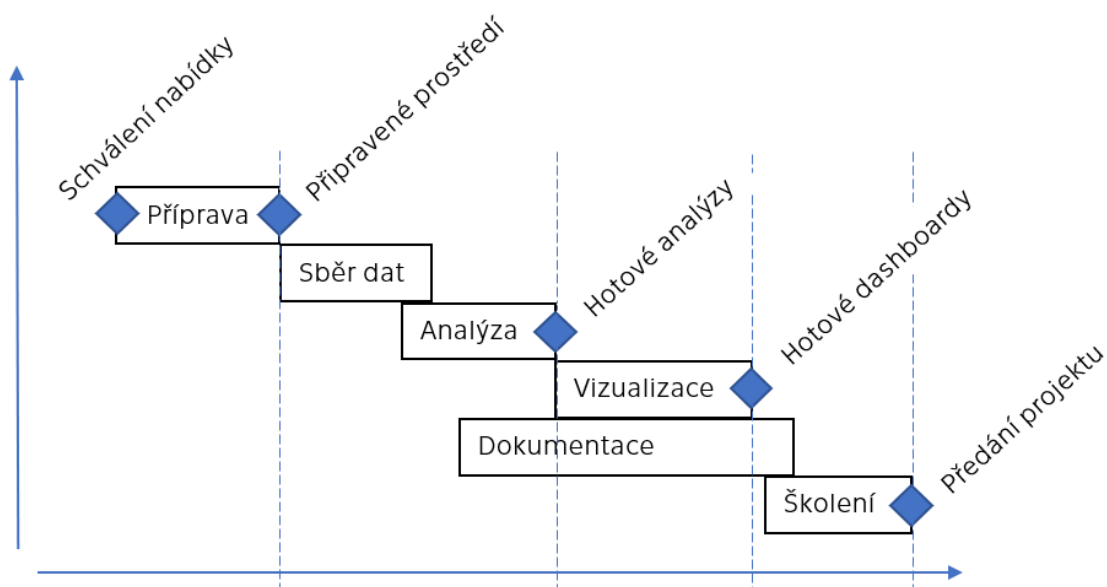 Schválení nabídky
Připravené prostředí
Příprava
Sběr dat
Hotové analýzy
Analýza
Hotové dashboardy
Vizualizace
Dokumentace
Předání projektu
Školení